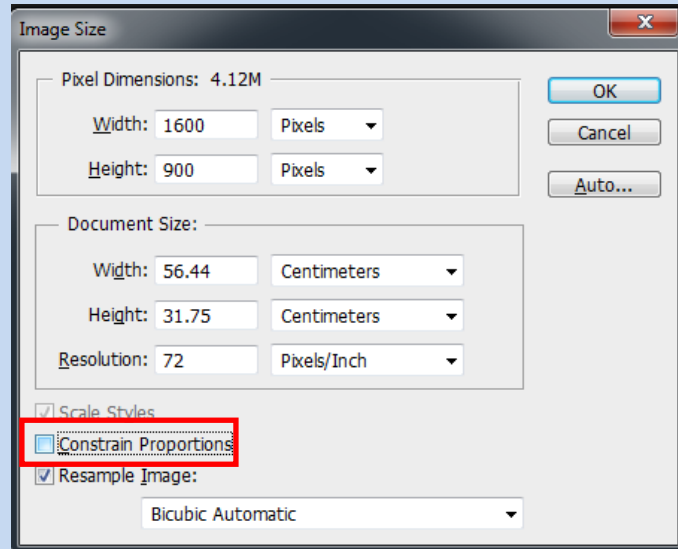 Image Size
x
Pixel Dimensions: 4.12M
OK
Width: 1600 Pixels
Cancel
Height: 900 Pixels
Auto...
Document Size:
Width: 56.44 Centimeters
Height: 31.75 Centimeters
Resolution: 72 Pixels/Inch
Scale Styles
Constrain Proportions
Resample Image:
Bicubic Automatic